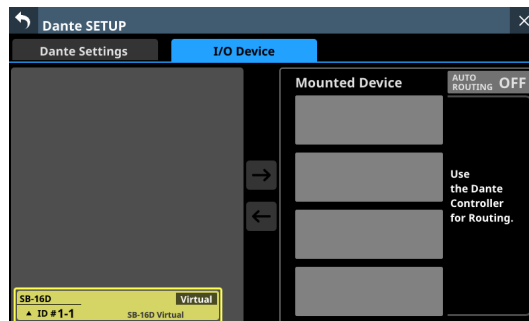 Dante SETUP
Dante Settings
I/O Device
Mounted Device
AUTO ROUTING OFF
Use
the Dante
Controller
for Routing.
SB-16D
Virtual
ID # 1-1
SB-16D Virtual